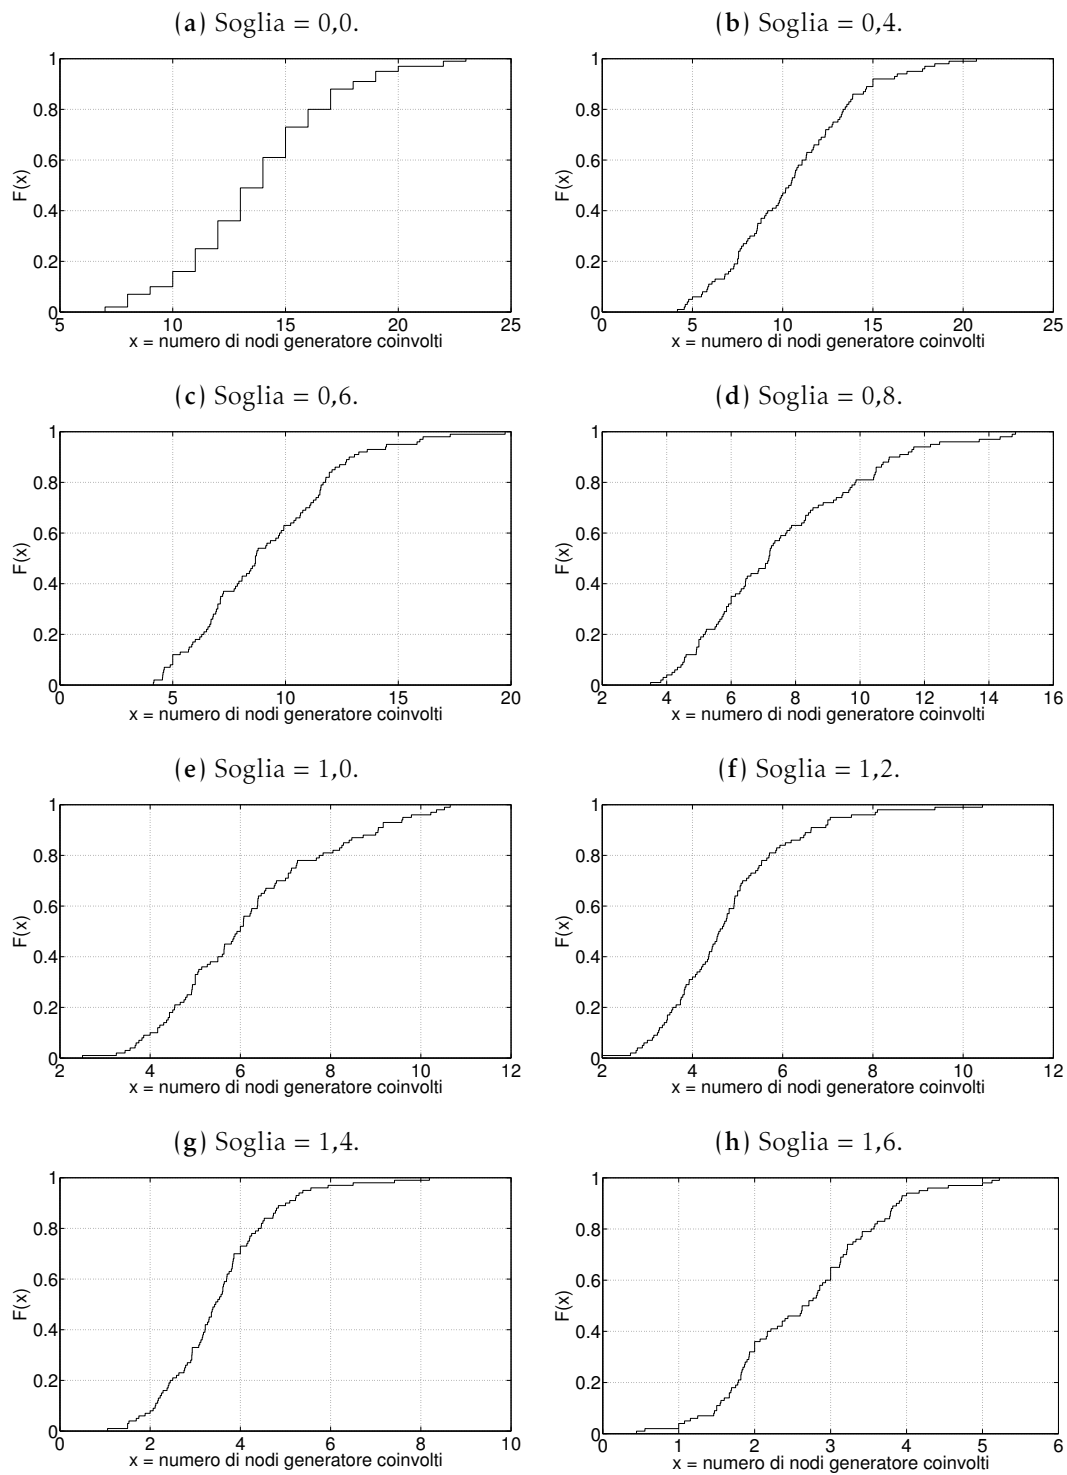 (a) Soglia = 0,0.
(b) Soglia = 0,4.
1
0.8
0.6
0.4
0.2
0
F(x)
5 10 15 20 25
x = numero di nodi generatore coinvolti
1
0.8
0.6
0.4
0.2
0
F(x)
0 5 10 15 20 25
x = numero di nodi generatore coinvolti
(c) Soglia = 0,6.
(d) Soglia = 0,8.
1
0.8
0.6
0.4
0.2
0
F(x)
0 5 10 15 20
x = numero di nodi generatore coinvolti
1
0.8
0.6
0.4
0.2
0
F(x)
2 4 6 8 10 12 14 16
x = numero di nodi generatore coinvolti
(e) Soglia = 1,0.
(f) Soglia = 1,2.
1
0.8
0.6
0.4
0.2
0
F(x)
2 4 6 8 10 12
x = numero di nodi generatore coinvolti
1
0.8
0.6
0.4
0.2
0
F(x)
2 4 6 8 10 12
x = numero di nodi generatore coinvolti
(g) Soglia = 1,4.
(h) Soglia = 1,6.
1
0.8
0.6
0.4
0.2
0
F(x)
0 2 4 6 8 10
x = numero di nodi generatore coinvolti
1
0.8
0.6
0.4
0.2
0
F(x)
0 1 2 3 4 5 6
x = numero di nodi generatore coinvolti